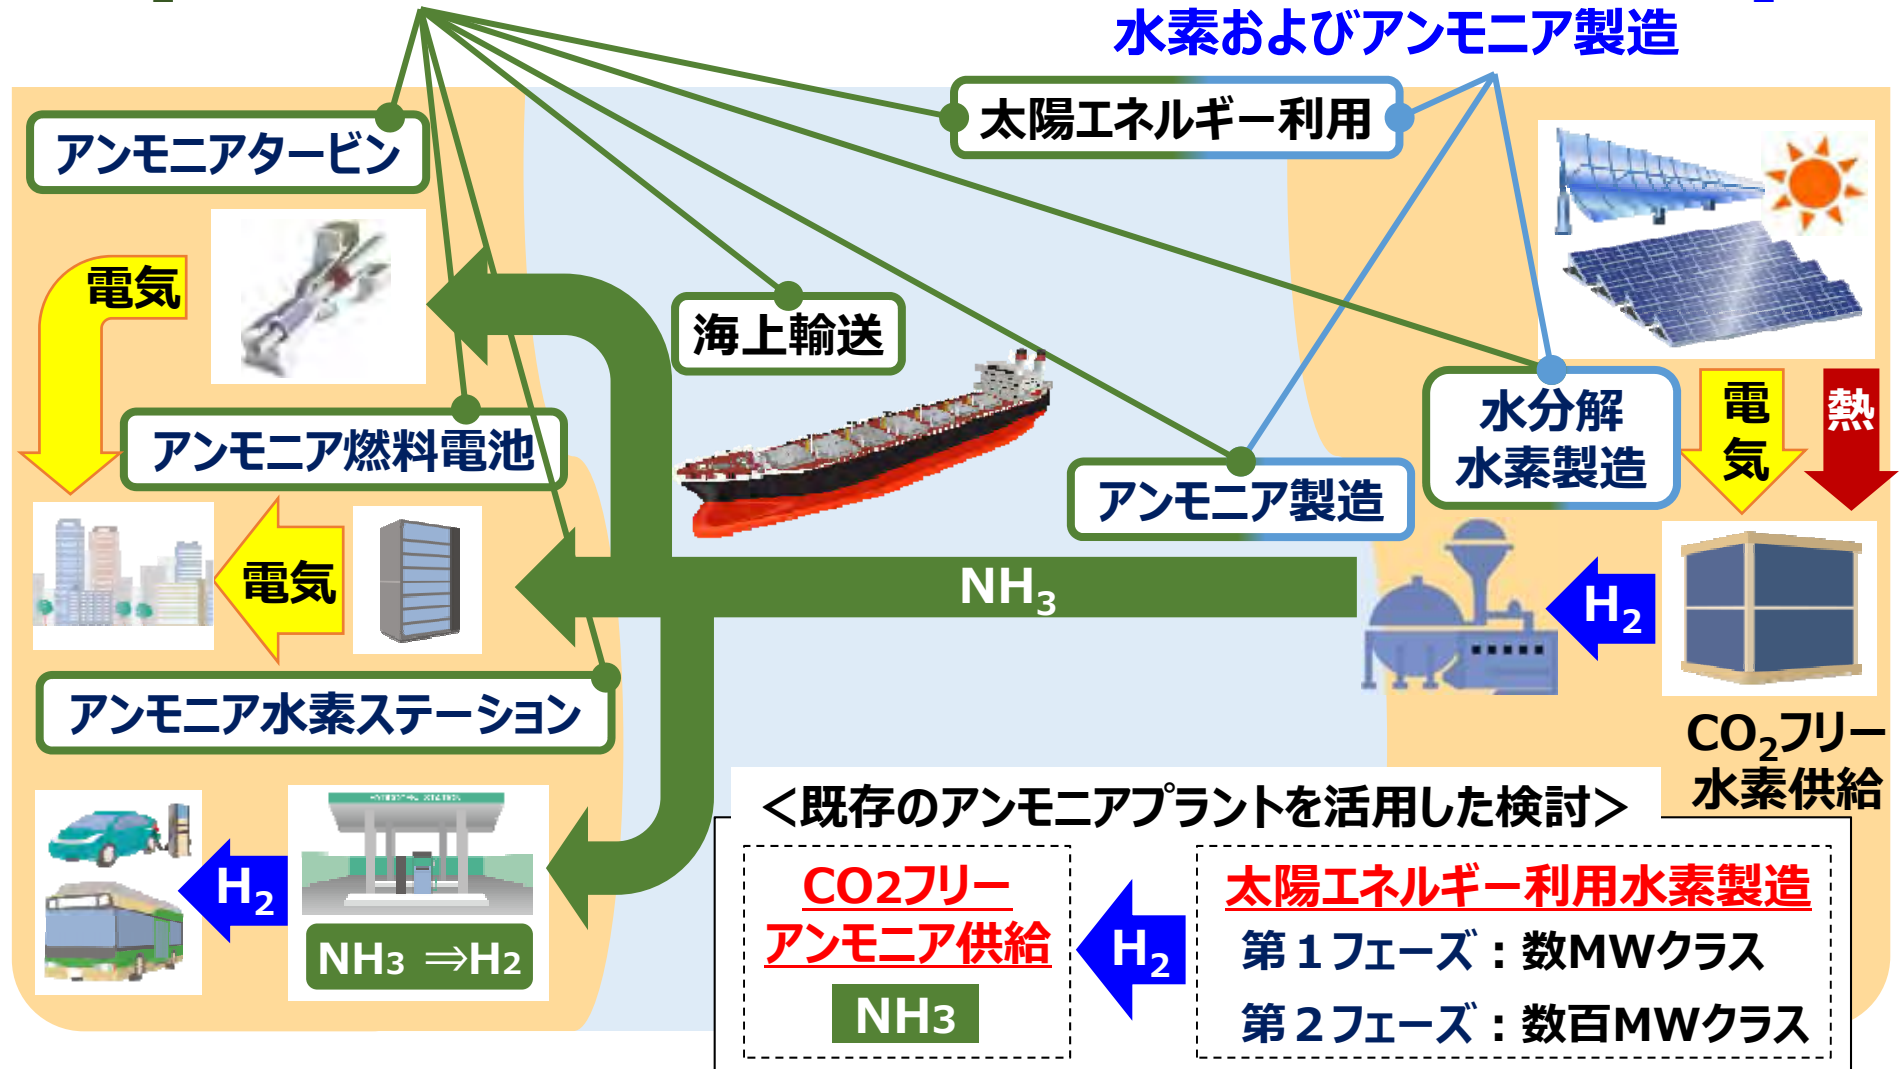 水素およびアンモニア製造
太陽エネルギー利用
アンモニアタービン
電気
海上輸送
アンモニア燃料電池
水分解
水素製造
電
気
熱
アンモニア製造
電気
NH₃
H₂
アンモニア水素ステーション
CO₂フリー
水素供給
H₂
NH₃ ⇒H₂
＜既存のアンモニアプラントを活用した検討＞
CO2フリー
アンモニア供給
NH₃
H₂
太陽エネルギー利用水素製造
第１フェーズ：数MWクラス
第２フェーズ：数百MWクラス